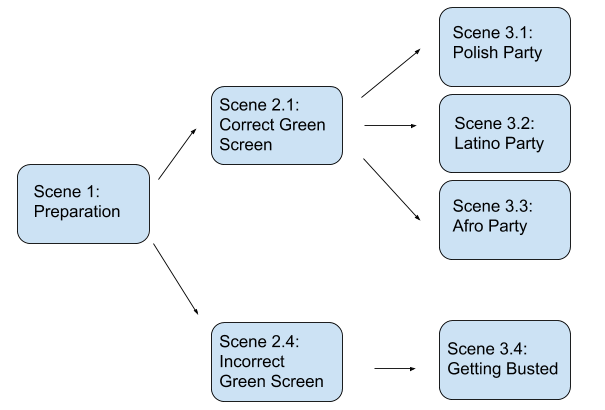 Scene 1:
Preparation
Scene 2.1:
Correct Green
Screen
Scene 2.4:
Incorrect
Green Screen
Scene 3.1:
Polish Party
Scene 3.2:
Latino Party
Scene 3.3:
Afro Party
Scene 3.4:
Getting Busted